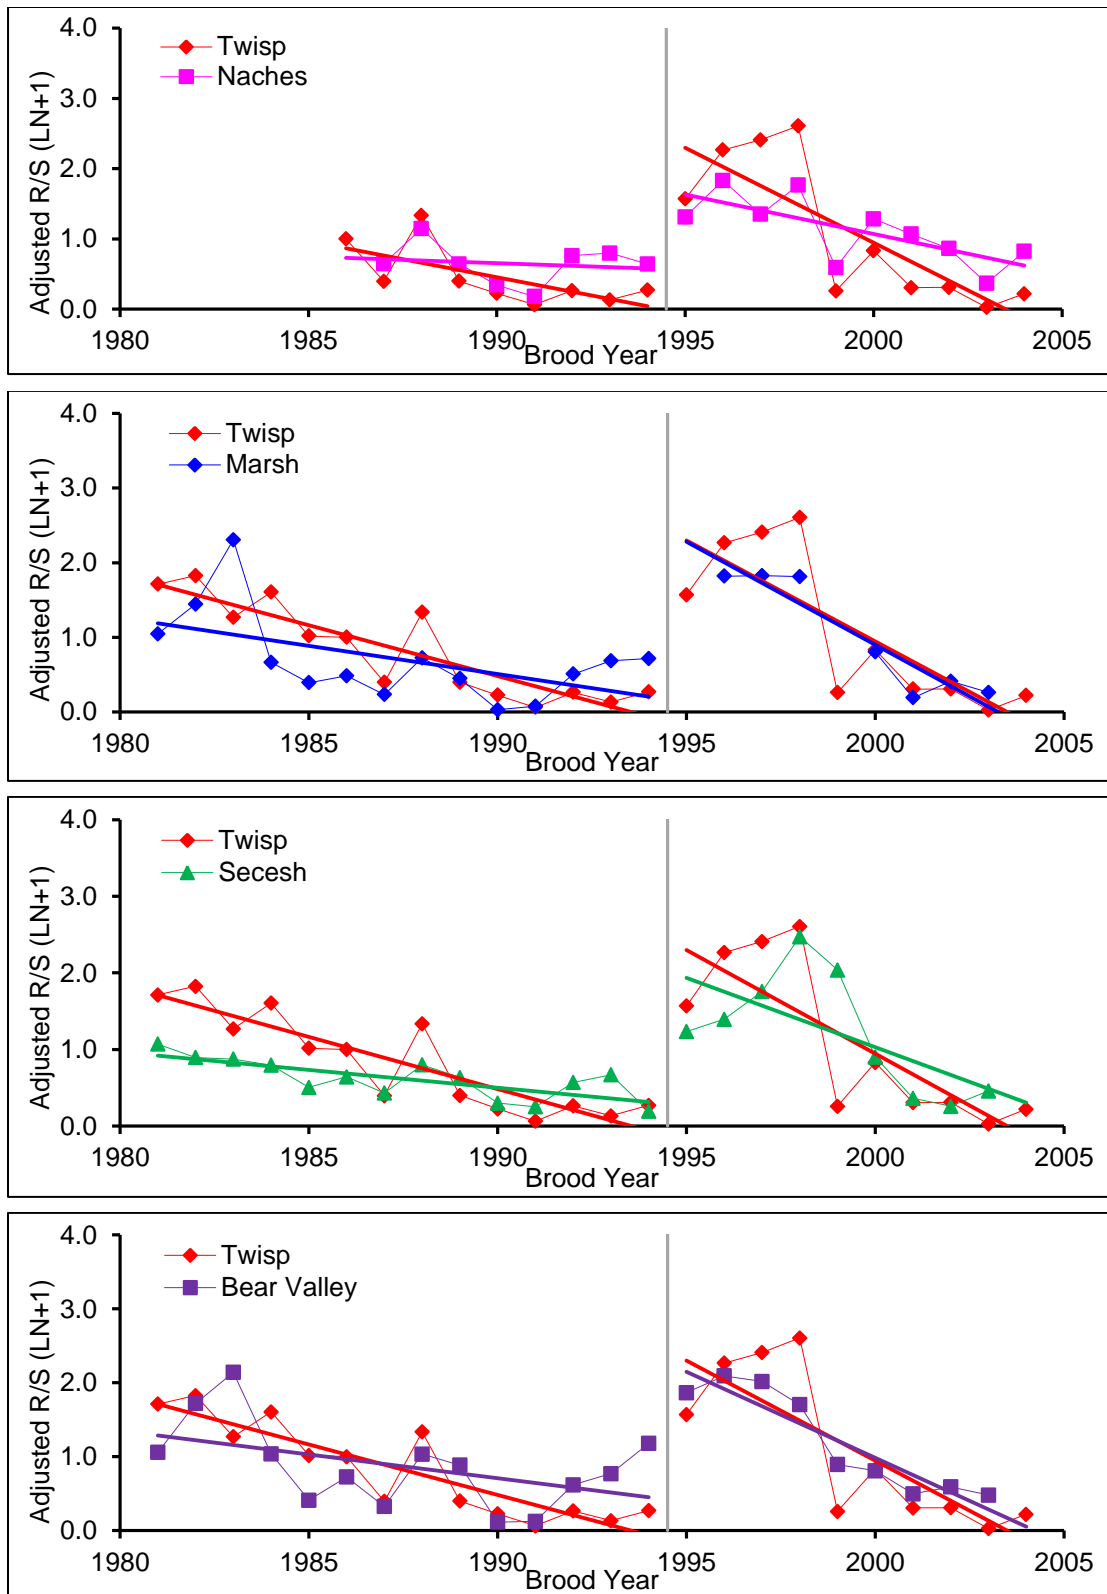 4.0
Twisp
Naches
3.0
2.0
1.0
0.0
Adjusted R/S (LN+1)
1980 1985 1990 1995 2000 2005
Brood Year
4.0
Twisp
Marsh
3.0
2.0
1.0
0.0
Adjusted R/S (LN+1)
1980 1985 1990 1995 2000 2005
Brood Year
4.0
Twisp
Secesh
3.0
2.0
1.0
0.0
Adjusted R/S (LN+1)
1980 1985 1990 1995 2000 2005
Brood Year
4.0
Twisp
Bear Valley
3.0
2.0
1.0
0.0
Adjusted R/S (LN+1)
1980 1985 1990 1995 2000 2005
Brood Year